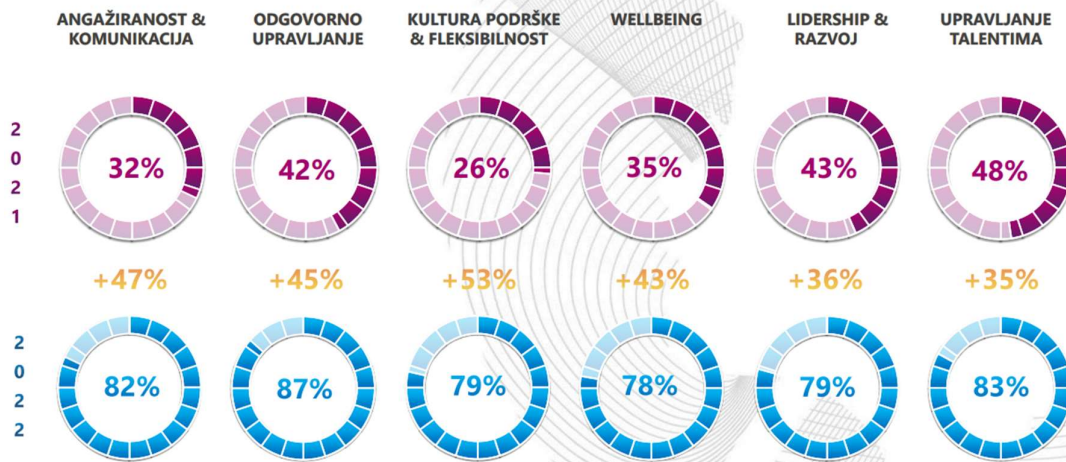 ANGAŽIRANOST &
KOMUNIKACIJA
ODGOVORNO
UPRAVLJANJE
KULTURA PODRŠKE
& FLEKSIBILNOST
WELLBEING
LIDERSHIP &
RAZVOJ
UPRAVLJANJE
TALENTIMA
2
0
2
1
32%
42%
26%
35%
43%
48%
+47%
+45%
+53%
+43%
+36%
+35%
2
0
2
2
82%
87%
79%
78%
79%
83%